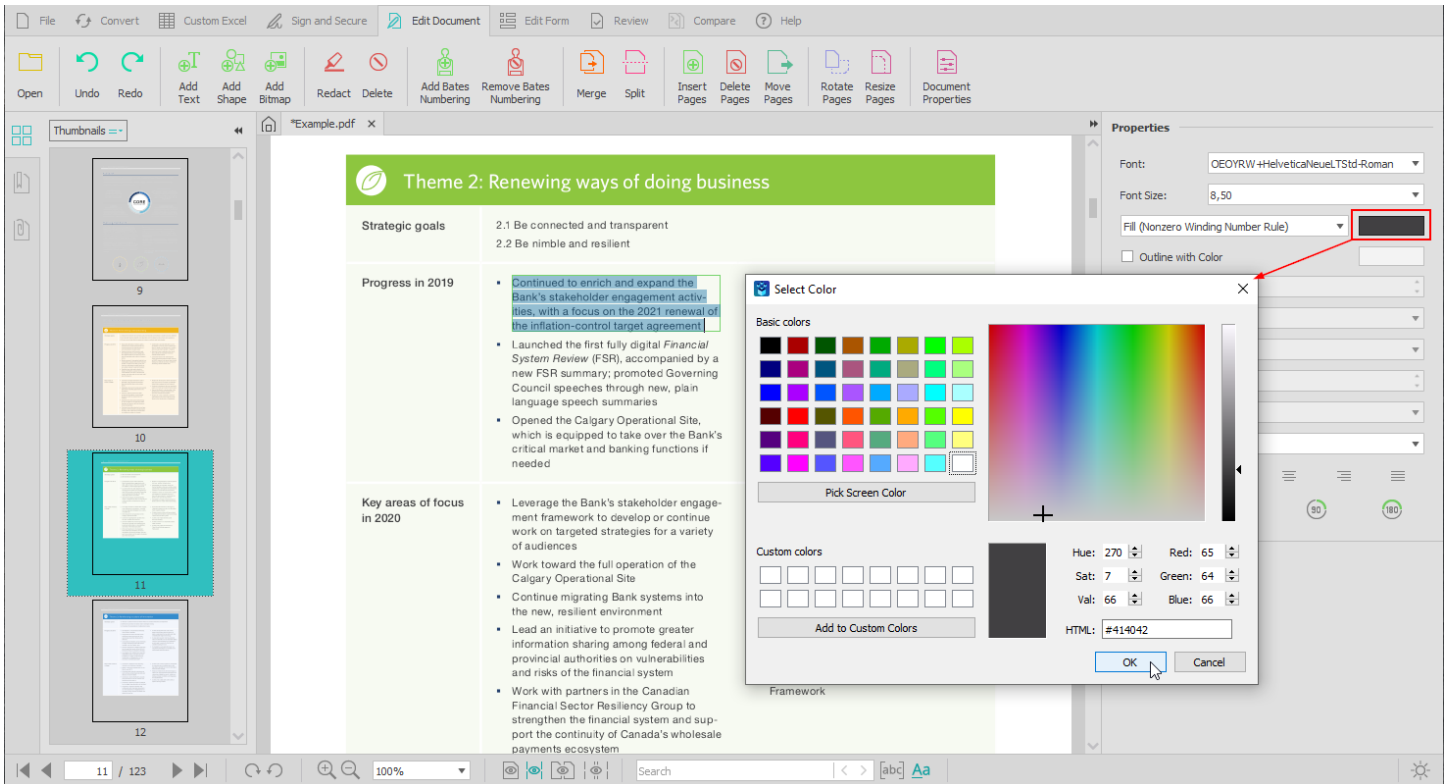 File Convert Custom Excel Sign and Secure Edit Document Edit Form Review Compare Help
Open Undo Redo Add Text Add Shape Add Bitmap Redact Delete Add Bates Numbering Remove Bates Numbering Merge Split Insert Pages Delete Pages Move Pages Rotate Pages Resize Pages Document Properties
Thumbnails
*Example.pdf
9
10
11
12
Theme 2: Renewing ways of doing business
Strategic goals
2.1 Be connected and transparent
2.2 Be nimble and resilient
Progress in 2019
Continued to enrich and expand the
Bank's stakeholder engagement activ-
ities, with a focus on the 2021 renewal of
the inflation-control target agreement
Launched the first fully digital Financial
System Review (FSR), accompanied by a
new FSR summary; promoted Governing
Council speeches through new, plain
language speech summaries
Opened the Calgary Operational Site,
which is equipped to take over the Bank's
critical market and banking functions if
needed
Key areas of focus
in 2020
Leverage the Bank's stakeholder engage-
ment framework to develop or continue
work on targeted strategies for a variety
of audiences
Work toward the full operation of the
Calgary Operational Site
Continue migrating Bank systems into
the new, resilient environment
Lead an initiative to promote greater
information sharing among federal and
provincial authorities on vulnerabilities
and risks of the financial system
Work with partners in the Canadian
Financial Sector Resiliency Group to
strengthen the financial system and sup-
port the continuity of Canada's wholesale
payments ecosystem
Framework
Properties
Font: OEOYRW+HelveticaNeueLTStd-Roman
Font Size: 8,50
Fill (Nonzero Winding Number Rule)
Outline with Color
90 180
Select Color
Basic colors
Pick Screen Color
Custom colors
Add to Custom Colors
Hue: 270 Red: 65
Sat: 7 Green: 64
Val: 66 Blue: 66
HTML: #414042
OK Cancel
11 / 123 100% Search [abc] Aa